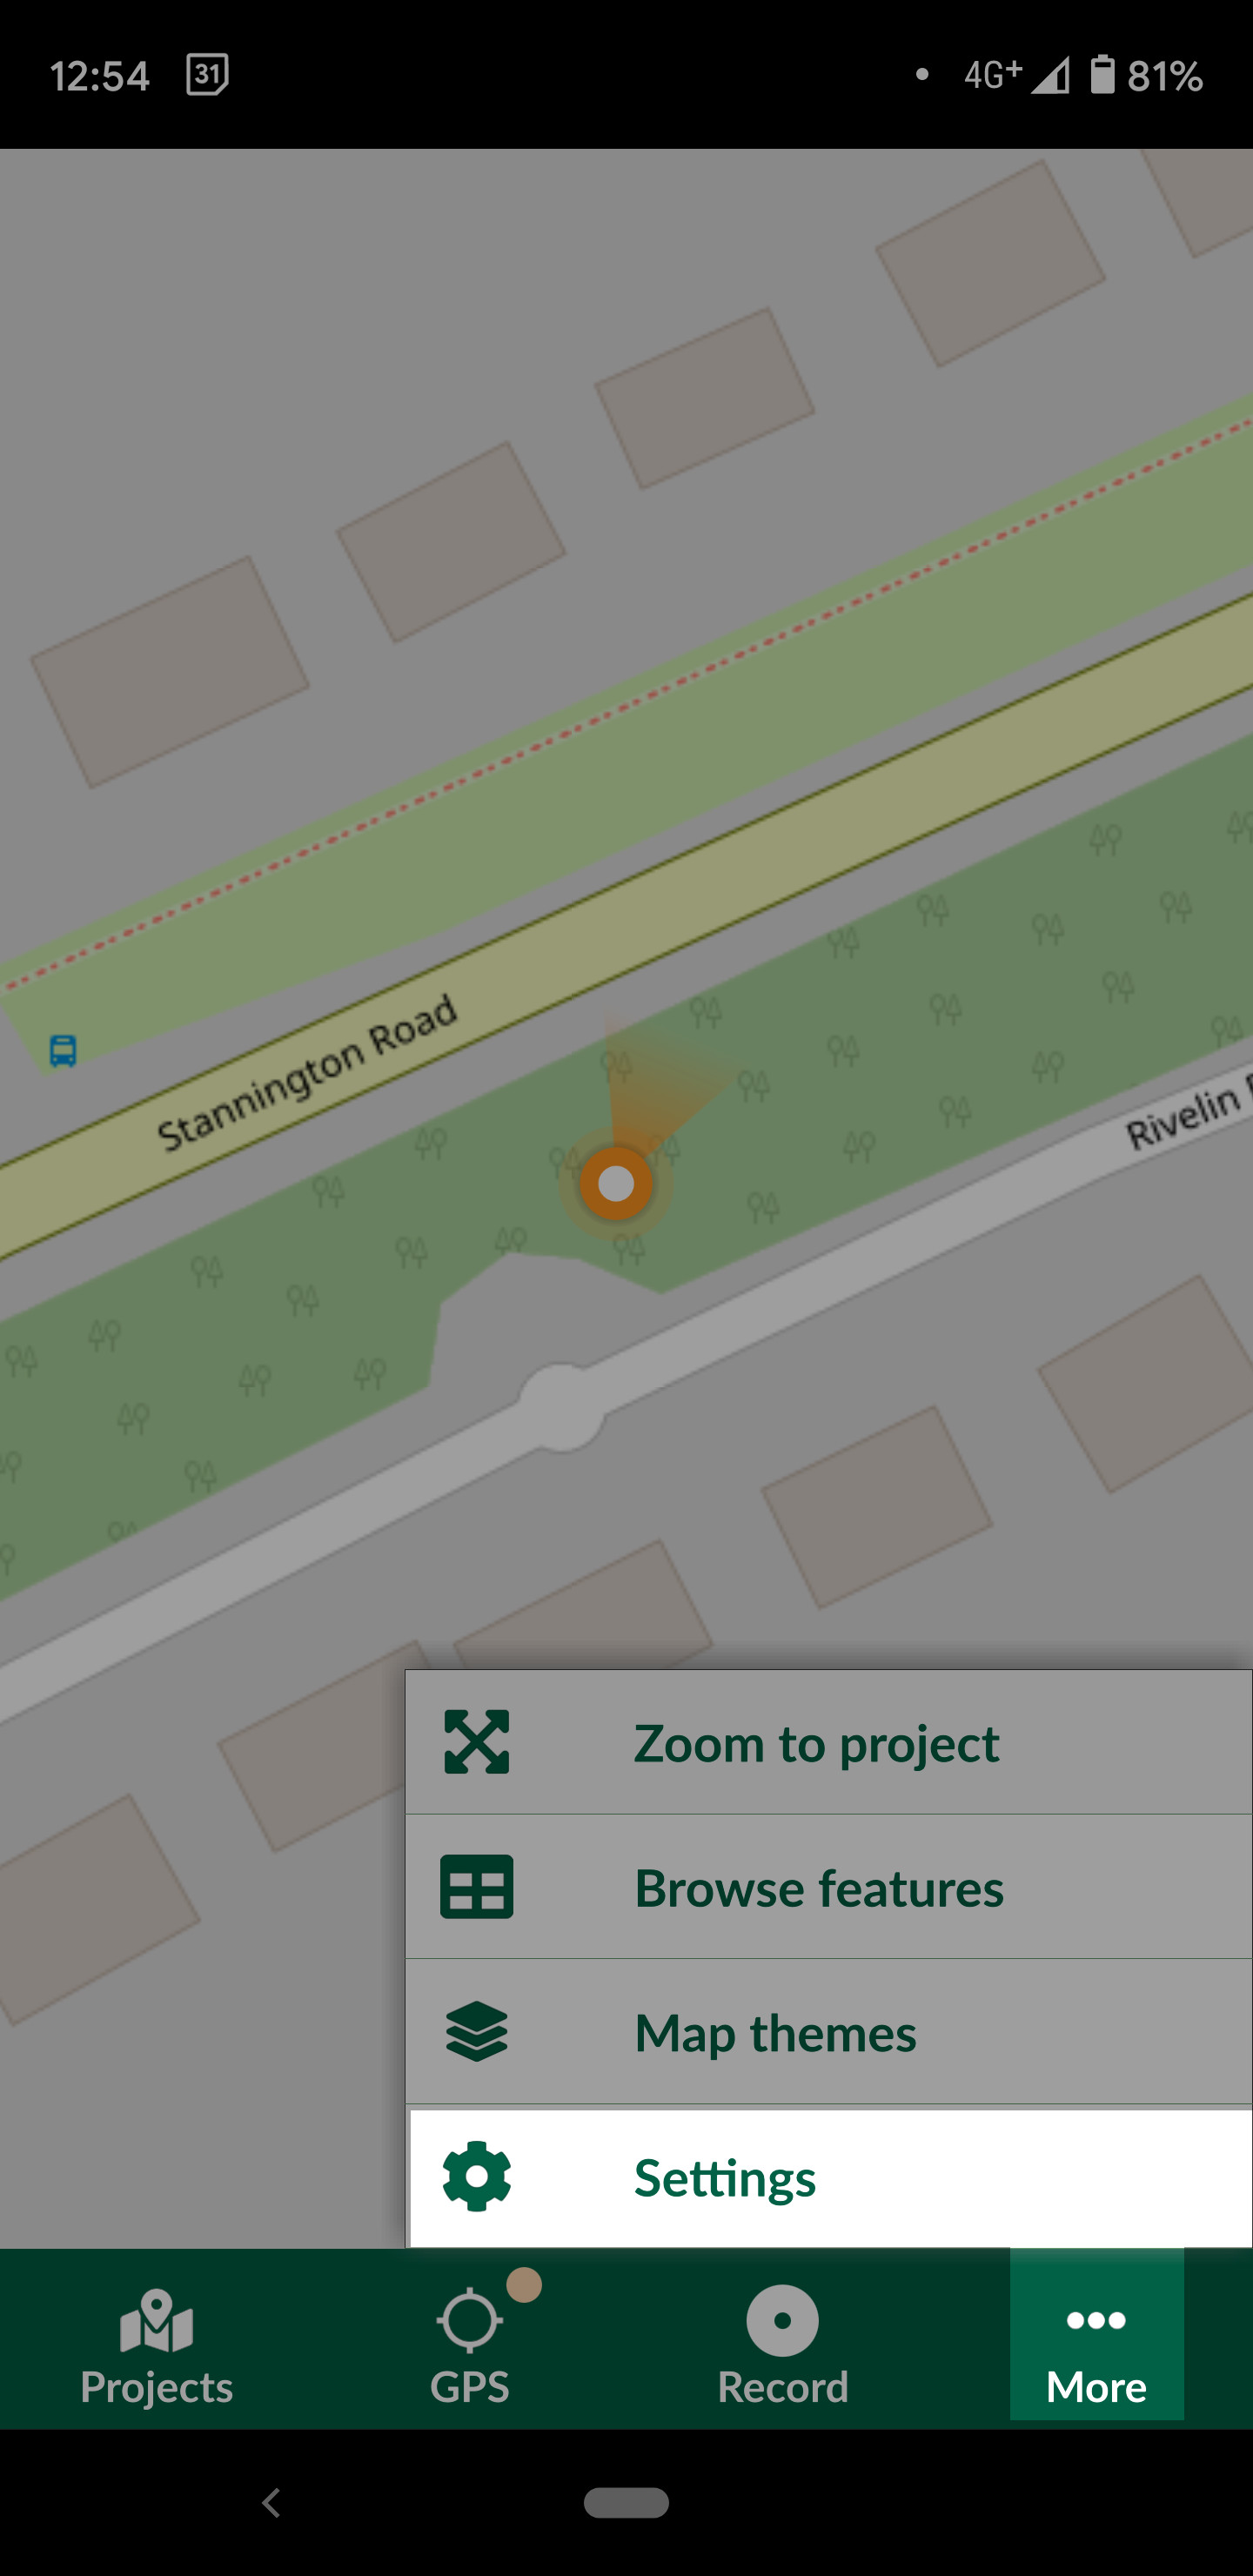 12:54 31 4G+ 81%
Stannington Road
Rivelin
Zoom to project
Browse features
Map themes
Settings
Projects GPS Record More